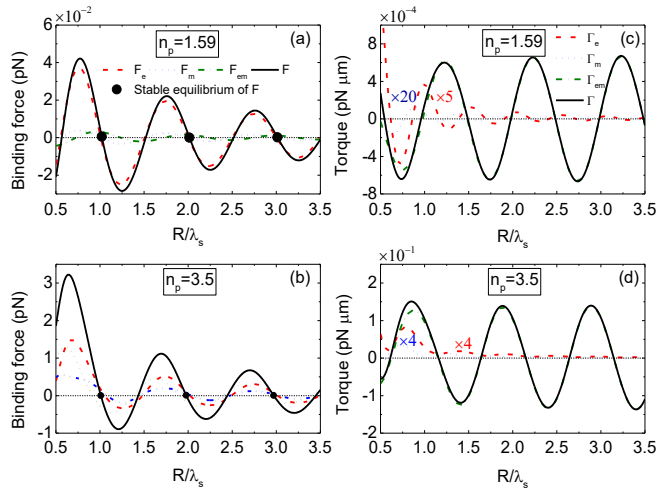 ×10⁻²
6
4
2
0
-2
Binding force (pN)
n_p=1.59
(a)
F_e F_m F_em F
Stable equilibrium of F
0.5 1.0 1.5 2.0 2.5 3.0 3.5
R/λ_s
×10⁻⁴
8
4
0
-4
-8
Torque (pN μm)
n_p=1.59
(c)
Γ_e
Γ_m
Γ_em
Γ
×20
×5
0.5 1.0 1.5 2.0 2.5 3.0 3.5
R/λ_s
3
2
1
0
-1
Binding force (pN)
n_p=3.5
(b)
0.5 1.0 1.5 2.0 2.5 3.0 3.5
R/λ_s
×10⁻¹
2
1
0
-1
-2
Torque (pN μm)
n_p=3.5
(d)
×4
×4
0.5 1.0 1.5 2.0 2.5 3.0 3.5
R/λ_s